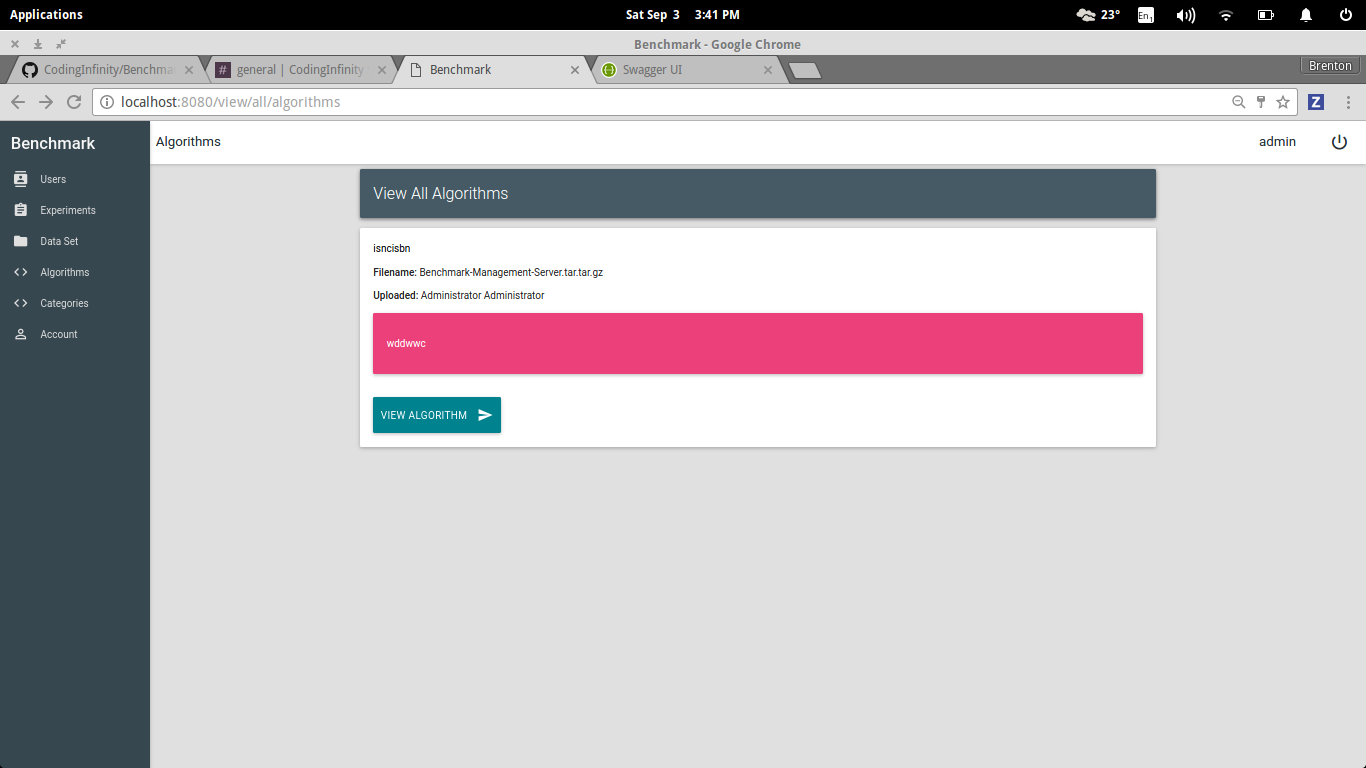 Applications
Sat Sep 3 3:41 PM
23°
En1
Benchmark - Google Chrome
CodingInfinity/Benchma
general | CodingInfinity
Benchmark
Swagger UI
Brenton
localhost:8080/view/all/algorithms
Z
Benchmark
Algorithms
admin
Users
Experiments
Data Set
Algorithms
Categories
Account
View All Algorithms
isncisbn
Filename: Benchmark-Management-Server.tar.tar.gz
Uploaded: Administrator Administrator
wddwwc
VIEW ALGORITHM